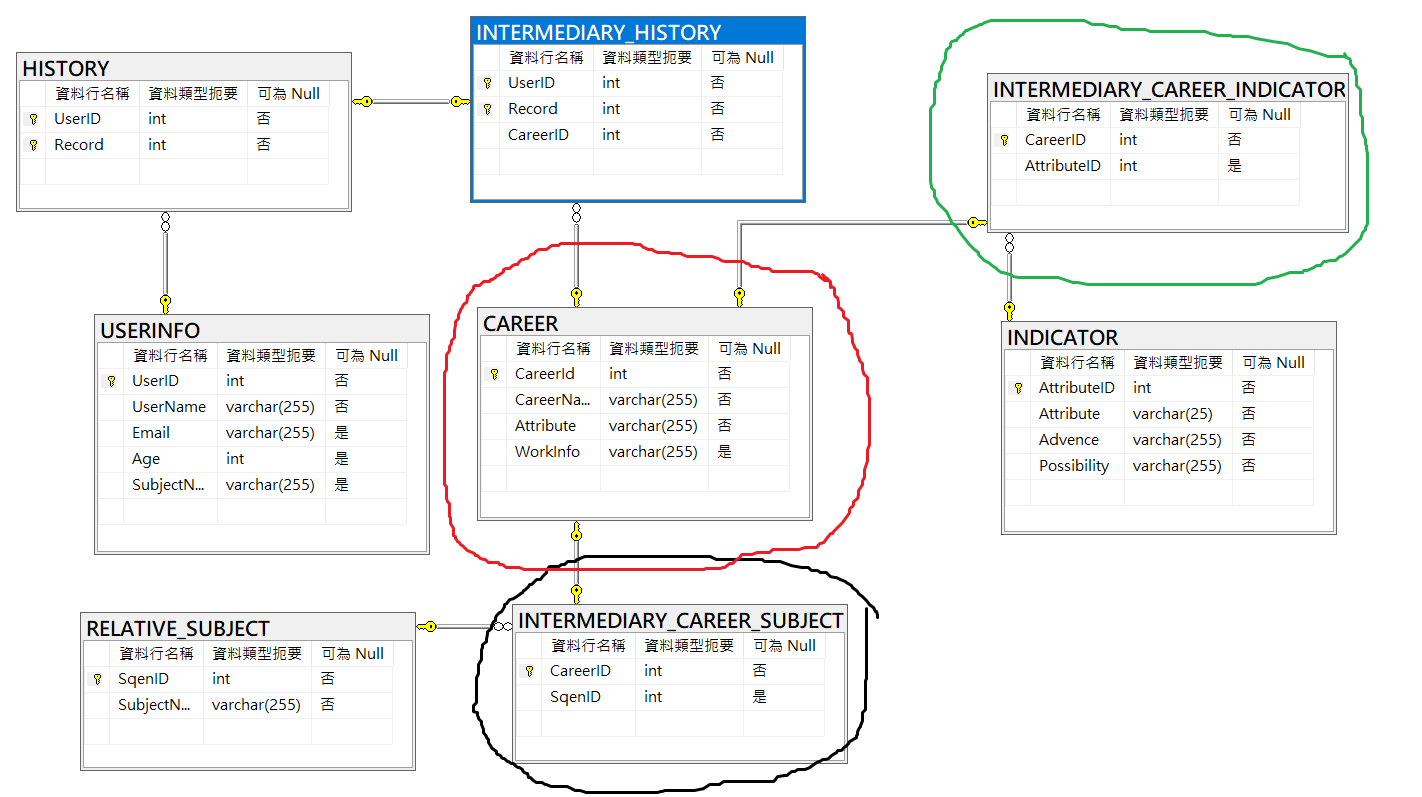 HISTORY
資料行名稱 資料類型扼要 可為 Null
UserID int 否
Record int 否
INTERMEDIARY_HISTORY
資料行名稱 資料類型扼要 可為 Null
UserID int 否
Record int 否
CareerID int 否
INTERMEDIARY_CAREER_INDICATOR
資料行名稱 資料類型扼要 可為 Null
CareerID int 否
AttributeID int 是
USERINFO
資料行名稱 資料類型扼要 可為 Null
UserID int 否
UserName varchar(255) 否
Email varchar(255) 是
Age int 是
SubjectN... varchar(255) 是
CAREER
資料行名稱 資料類型扼要 可為 Null
CareerId int 否
CareerNa... varchar(255) 否
Attribute varchar(255) 否
WorkInfo varchar(255) 是
INDICATOR
資料行名稱 資料類型扼要 可為 Null
AttributeID int 否
Attribute varchar(25) 否
Advence varchar(255) 否
Possibility varchar(255) 否
RELATIVE_SUBJECT
資料行名稱 資料類型扼要 可為 Null
SqenID int 否
SubjectN... varchar(255) 否
INTERMEDIARY_CAREER_SUBJECT
資料行名稱 資料類型扼要 可為 Null
CareerID int 否
SqenID int 是